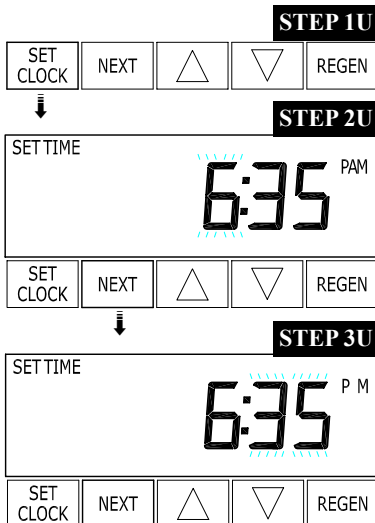 STEP 1U
SET CLOCK NEXT REGEN
STEP 2U
SET TIME
6:35 PAM
SET CLOCK NEXT REGEN
STEP 3U
SET TIME
6:35 P M
SET CLOCK NEXT REGEN